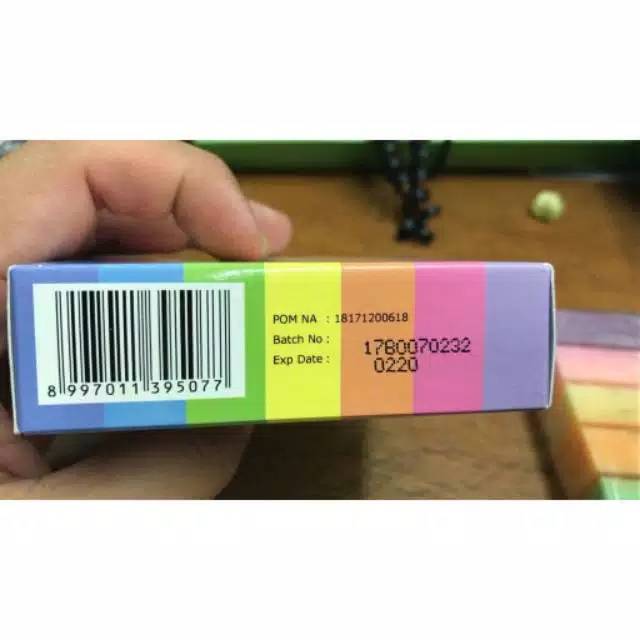 POM NA : 18171200618
Batch No : 1780070232
Exp Date : 0220
8 997011 395077